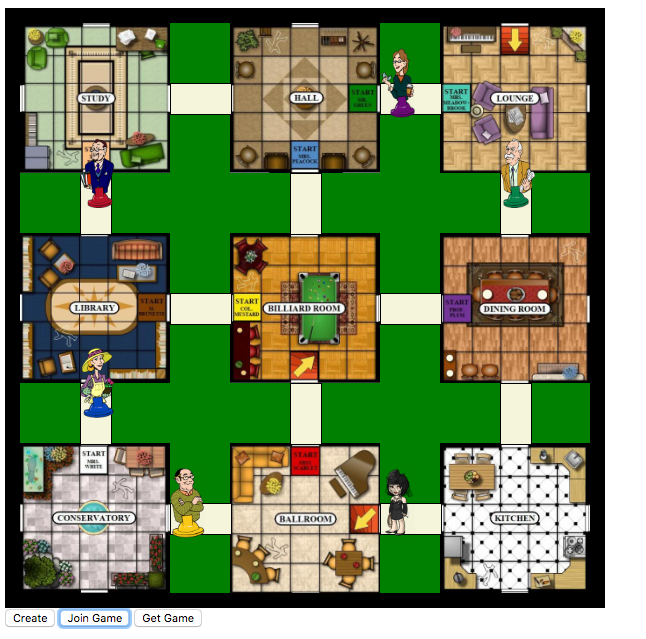 STUDY
HALL
START
MR.
GREEN
START
MRS.
PEACOCK
START
MRS.
MEADOW-
BROOK
LOUNGE
LIBRARY
START
M.
BRUNETTE
START
COL.
MUSTARD
BILLIARD ROOM
START
PROF.
PLUM
DINING ROOM
START
MRS.
WHITE
CONSERVATORY
START
MISS
SCARLET
BALLROOM
KITCHEN
Create
Join Game
Get Game